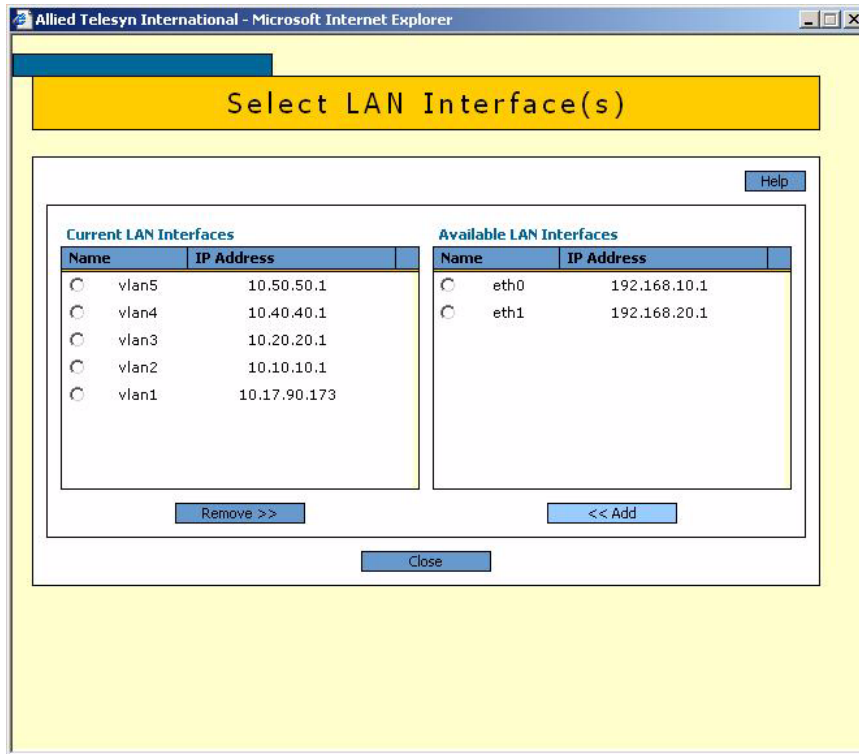 Allied Telesyn International - Microsoft Internet Explorer
Select LAN Interface(s)
Help
Current LAN Interfaces
Name IP Address
vlan5 10.50.50.1
vlan4 10.40.40.1
vlan3 10.20.20.1
vlan2 10.10.10.1
vlan1 10.17.90.173
Remove >>
Available LAN Interfaces
Name IP Address
eth0 192.168.10.1
eth1 192.168.20.1
<< Add
Close